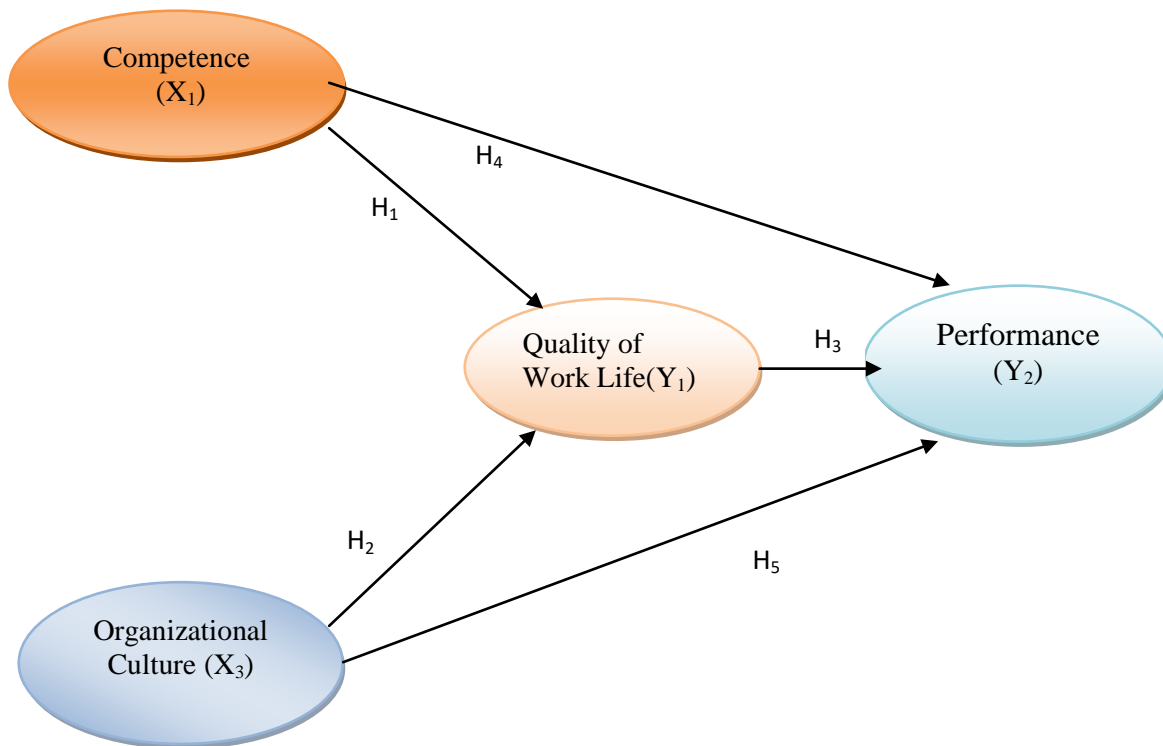 Competence
(X₁)
H₄
H₁
Quality of
Work Life(Y₁)
H₃
Performance
(Y₂)
H₂
H₅
Organizational
Culture (X₃)